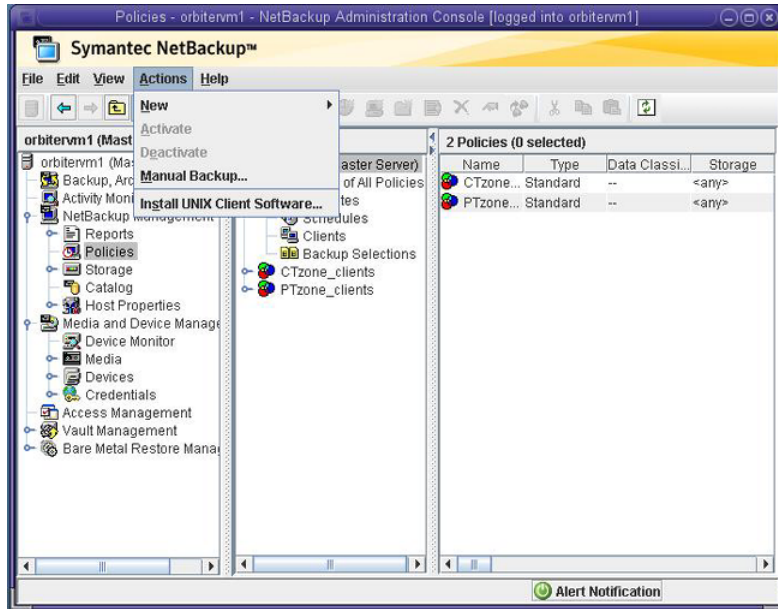 Policies - orbitervm1 - NetBackup Administration Console [logged into orbitervm1]
Symantec NetBackup™
File Edit View Actions Help
New
Activate
Deactivate
Manual Backup...
Install UNIX Client Software...
orbitervm1 (Mast
orbitervm1 (Mas
Backup, Arc
Activity Moni
NetBackup Management
Reports
Policies
Storage
Catalog
Host Properties
Media and Device Manage
Device Monitor
Media
Devices
Credentials
Access Management
Vault Management
Bare Metal Restore Manag
aster Server)
of All Policies
tes
Schedules
Clients
Backup Selections
CTzone_clients
PTzone_clients
2 Policies (0 selected)
Name Type Data Classi... Storage
CTzone... Standard -- <any>
PTzone... Standard -- <any>
Alert Notification